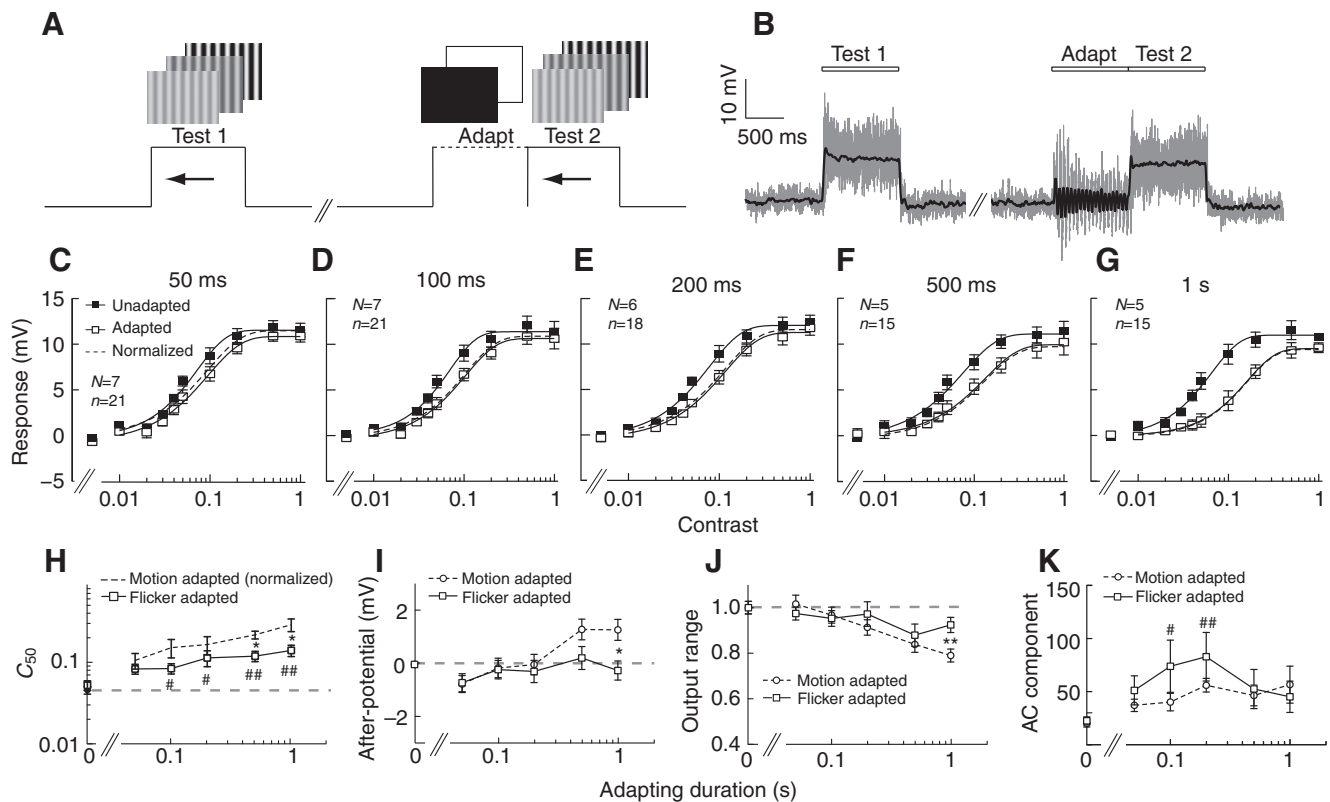 A
Test 1
Adapt
Test 2
B
Test 1
Adapt
Test 2
10 mV
500 ms
C
50 ms
D
100 ms
E
200 ms
F
500 ms
G
1 s
Response (mV)
15
10
5
0
−5
Unadapted
Adapted
Normalized
N=7
n=21
N=7
n=21
N=6
n=18
N=5
n=15
N=5
n=15
0.01 0.1 1
0.01 0.1 1
0.01 0.1 1
0.01 0.1 1
0.01 0.1 1
Contrast
H
Motion adapted (normalized)
Flicker adapted
C50
0.1
0.01
* *
# # ## ##
0 0.1 1
I
Motion adapted
Flicker adapted
After-potential (mV)
2
0
−2
*
0 0.1 1
J
Output range
1.0
0.8
0.6
0.4
**
Motion adapted
Flicker adapted
0 0.1 1
K
Motion adapted
Flicker adapted
AC component
150
100
50
# ##
0 0.1 1
Adapting duration (s)